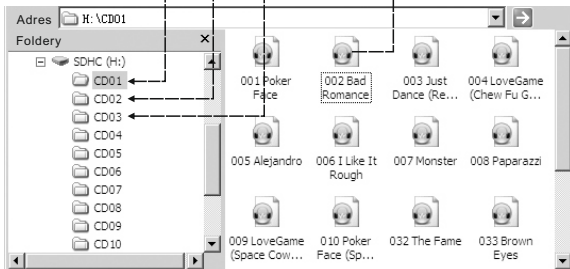 Adres H:\CD01
Foldery ×
SDHC (H:)
CD01
CD02
CD03
CD04
CD05
CD06
CD07
CD08
CD09
CD10
001 Poker
Face
002 Bad
Romance
003 Just
Dance (Re...
004 LoveGame
(Chew Fu G...
005 Alejandro
006 I Like It
Rough
007 Monster
008 Paparazzi
009 LoveGame
(Space Cow...
010 Poker
Face (Sp...
032 The Fame
033 Brown
Eyes